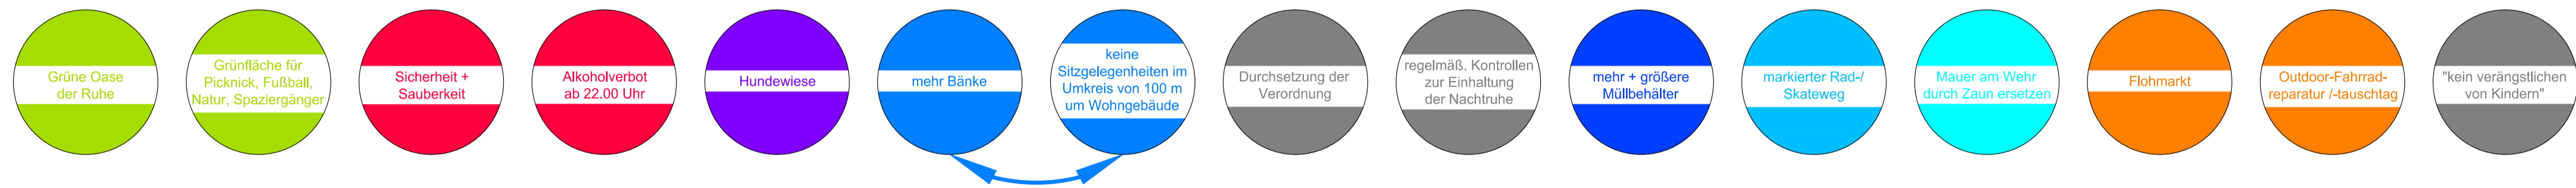 Grüne Oase
der Ruhe
Grünfläche für
Picknick, Fußball,
Natur, Spaziergänger
Sicherheit +
Sauberkeit
Alkoholverbot
ab 22.00 Uhr
Hundewiese
mehr Bänke
keine
Sitzgelegenheiten im
Umkreis von 100 m
um Wohngebäude
Durchsetzung der
Verordnung
regelmäß. Kontrollen
zur Einhaltung
der Nachtruhe
mehr + größere
Müllbehälter
markierter Rad-/
Skateweg
Mauer am Wehr
durch Zaun ersetzen
Flohmarkt
Outdoor-Fahrrad-
reparatur /-tauschtag
"kein verängstlichen
von Kindern"